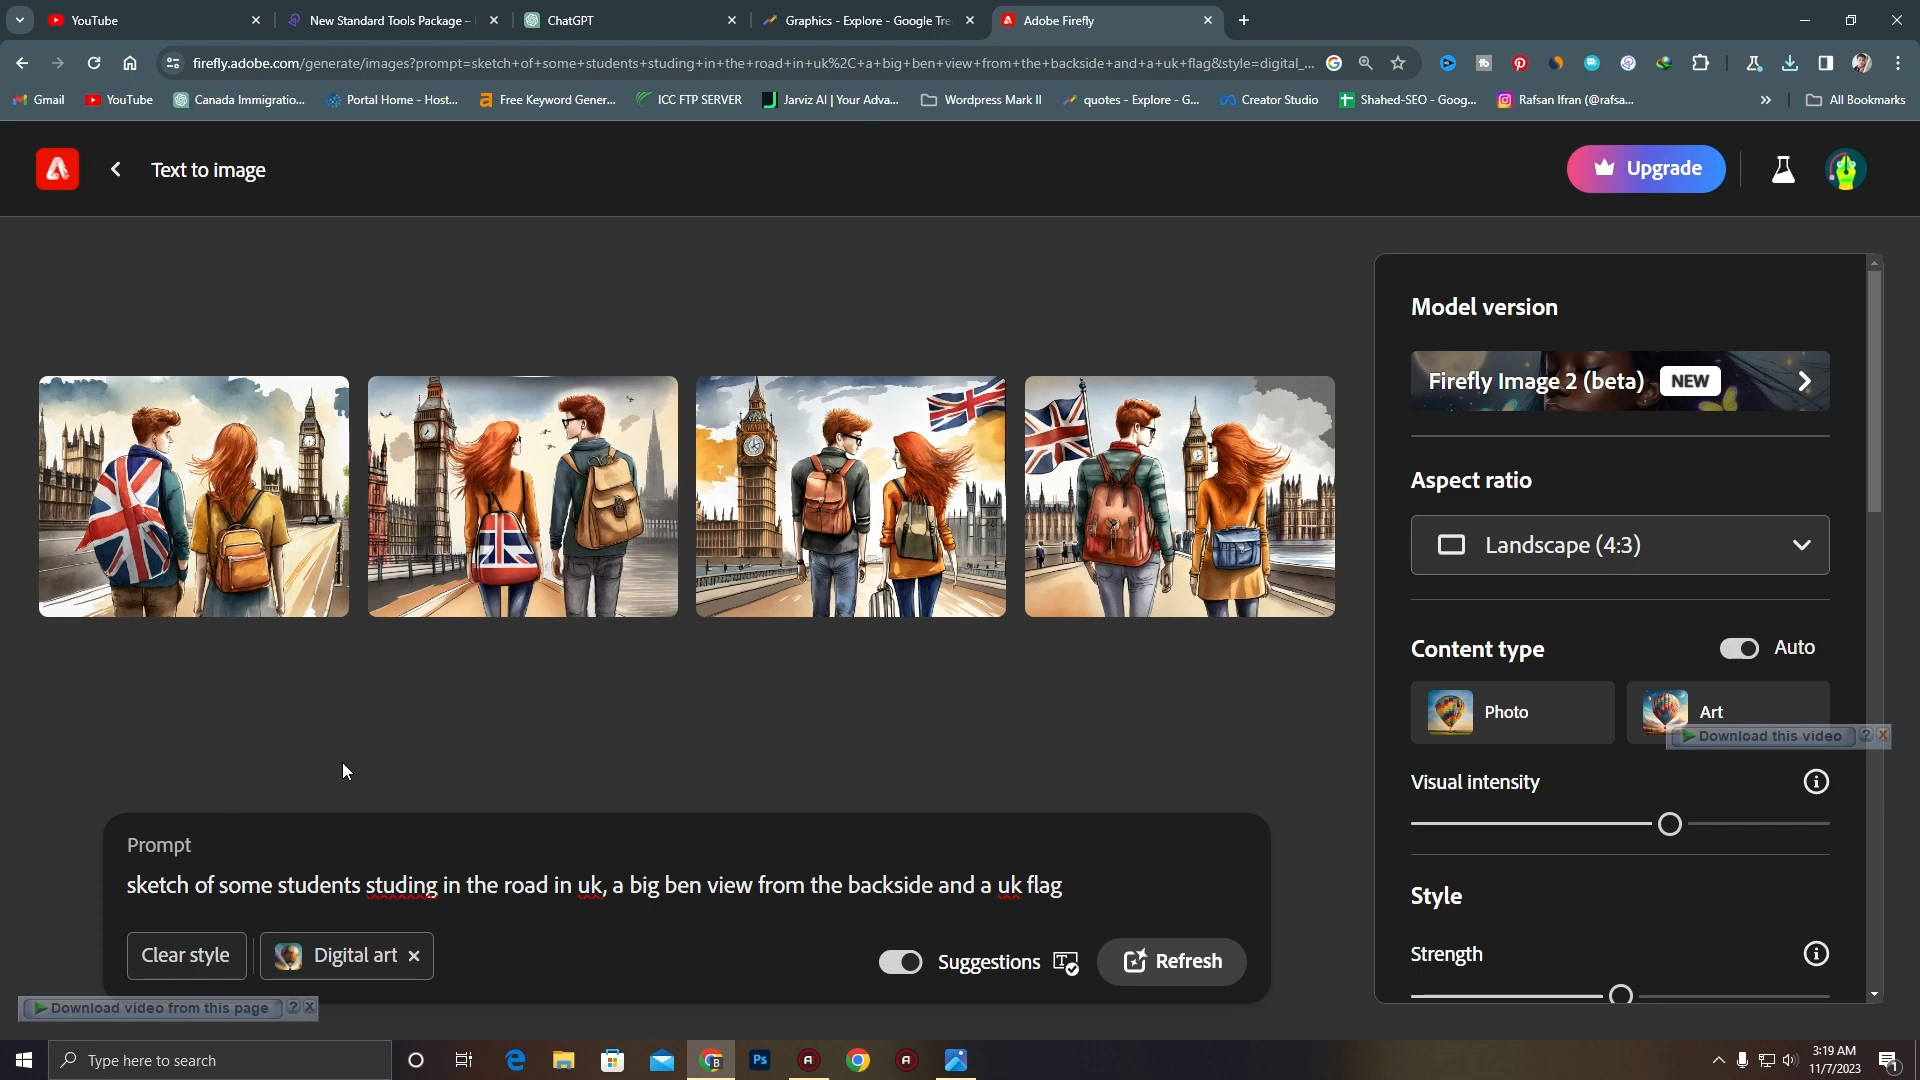 YouTube
New Standard Tools Package –
ChatGPT
Graphics - Explore - Google Tre
Adobe Firefly
firefly.adobe.com/generate/images?prompt=sketch+of+some+students+studing+in+the+road+in+uk%2C+a+big+ben+view+from+the+backside+and+a+uk+flag&style=digital_...
Gmail
YouTube
Canada Immigratio...
Portal Home - Host...
Free Keyword Gener...
ICC FTP SERVER
Jarviz AI | Your Adva...
Wordpress Mark II
quotes - Explore - G...
Creator Studio
Shahed-SEO - Goog...
Rafsan Ifran (@rafsa...
»
All Bookmarks
Text to image
Upgrade
Model version
Firefly Image 2 (beta) NEW
Aspect ratio
Landscape (4:3)
Content type Auto
Photo
Art
Download this video ? X
Visual intensity
Style
Strength
Prompt
sketch of some students studing in the road in uk, a big ben view from the backside and a uk flag
Clear style
Digital art ×
Suggestions
Refresh
Download video from this page ? X
Type here to search
Ps
3:19 AM
11/7/2023
1